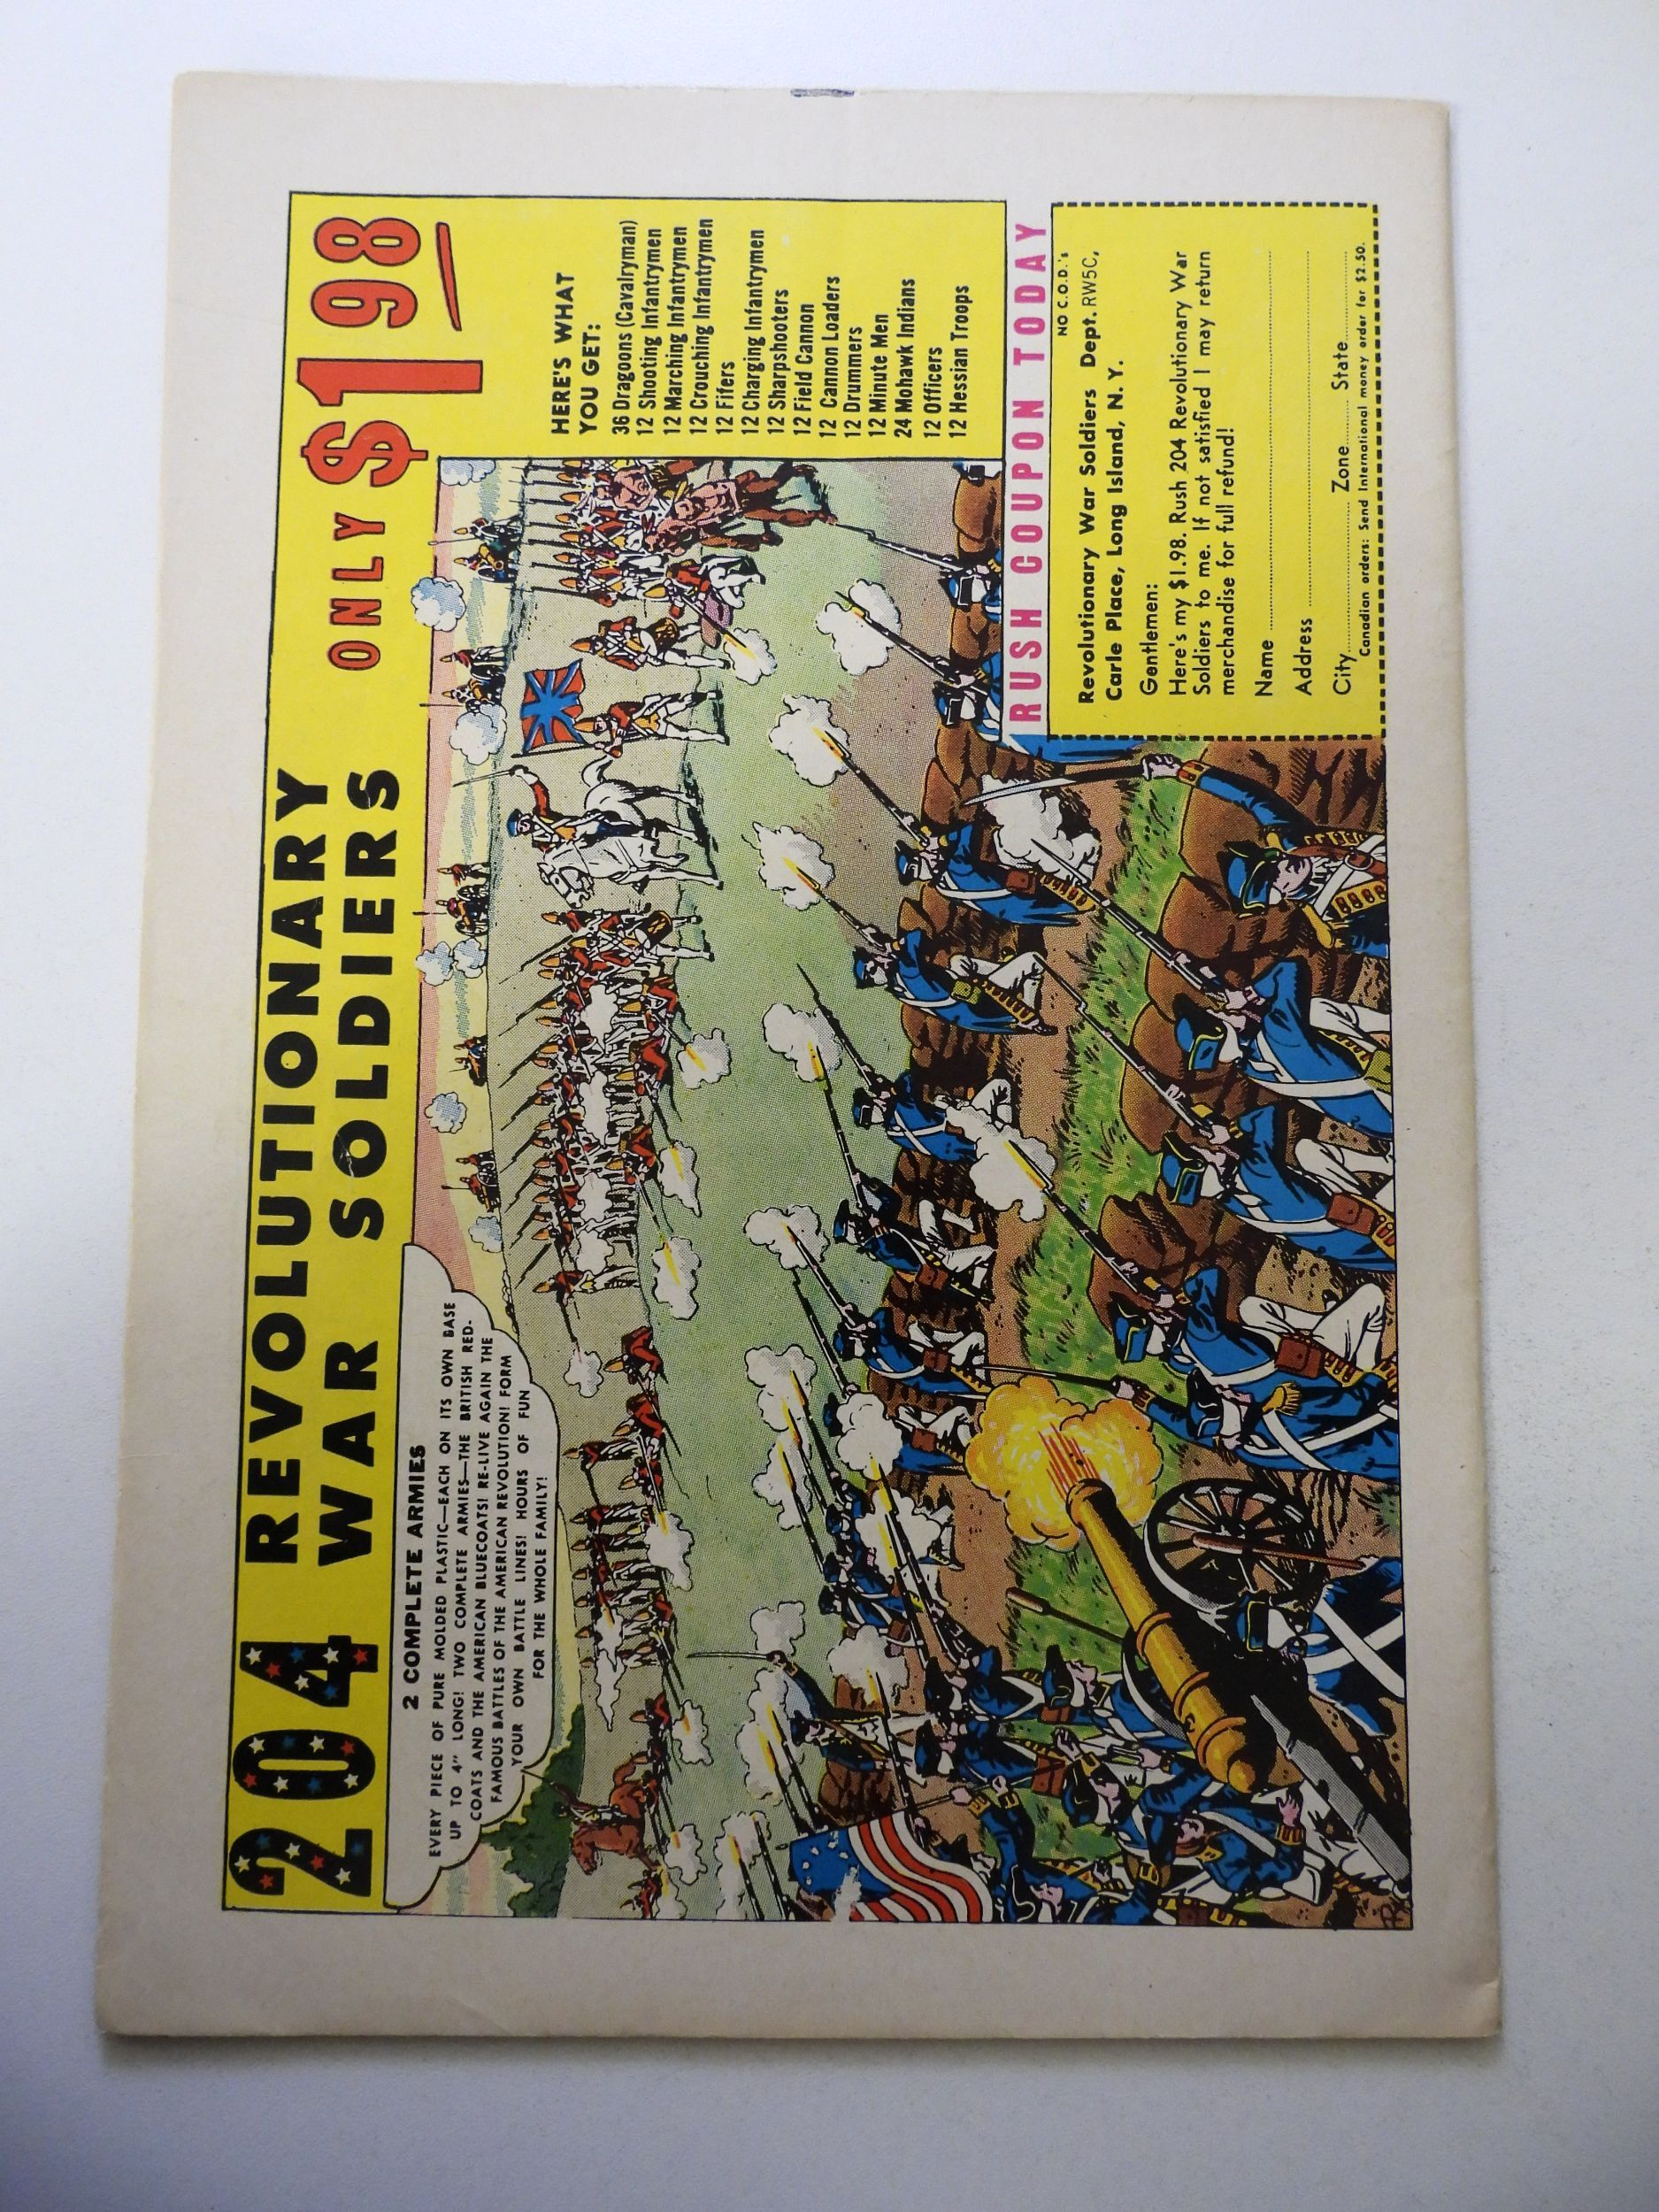 204 REVOLUTIONARY
WAR SOLDIERS
ONLY $1 98
2 COMPLETE ARMIES
EVERY PIECE OF PURE MOLDED PLASTIC—EACH ON ITS OWN BASE
UP TO 4" LONG! TWO COMPLETE ARMIES—THE BRITISH RED-
COATS AND THE AMERICAN BLUECOATS! RE-LIVE AGAIN THE
FAMOUS BATTLES OF THE AMERICAN REVOLUTION! FORM
YOUR OWN BATTLE LINES! HOURS OF FUN
FOR THE WHOLE FAMILY!
HERE'S WHAT
YOU GET:
36 Dragoons (Cavalryman)
12 Shooting Infantrymen
12 Marching Infantrymen
12 Crouching Infantrymen
12 Fifers
12 Charging Infantrymen
12 Sharpshooters
12 Field Cannon
12 Cannon Loaders
12 Drummers
12 Minute Men
24 Mohawk Indians
12 Officers
12 Hessian Troops
RUSH COUPON TODAY
NO C.O.D.'s
Revolutionary War Soldiers Dept. RW5C,
Carle Place, Long Island, N. Y.
Gentlemen:
Here's my $1.98. Rush 204 Revolutionary War
Soldiers to me. If not satisfied I may return
merchandise for full refund!
Name
Address
City Zone State
Canadian orders: Send International money order for $2.50.